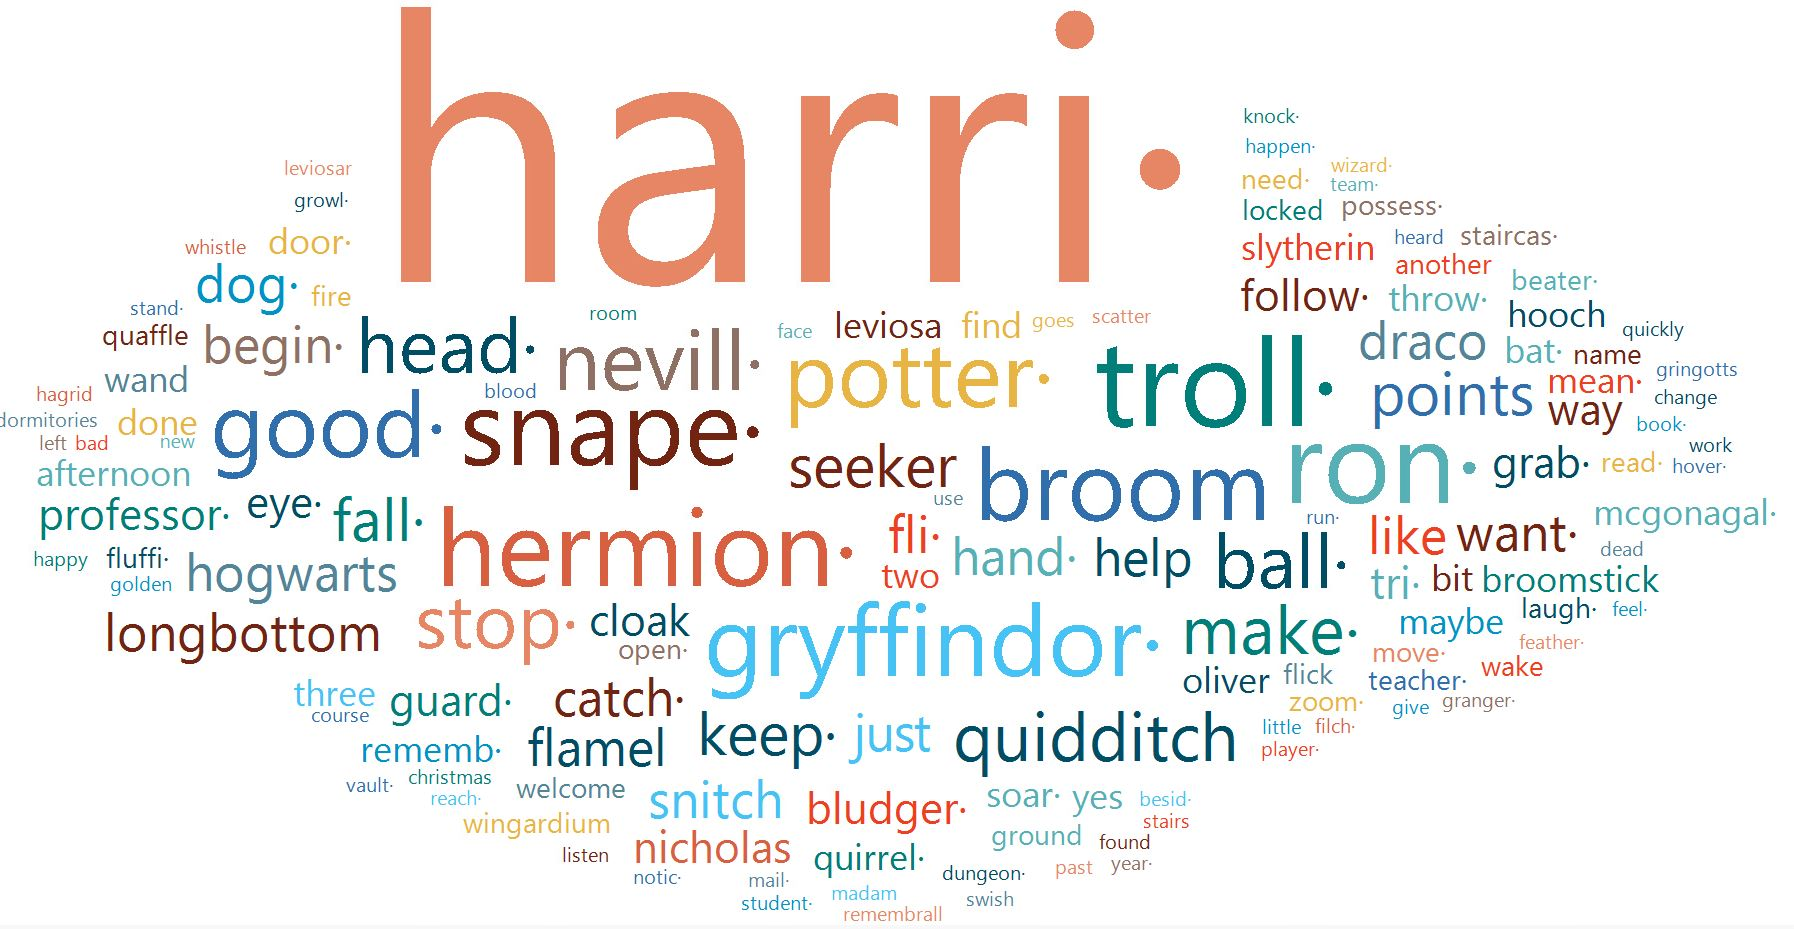 harri·
knock·
happen·
leviosar
wizard·
need·
team·
growl·
locked
possess·
whistle
door·
slytherin
heard
staircas·
another
dog·
fire
follow·
throw·
beater·
stand·
room
face
leviosa
find
goes
scatter
hooch
quickly
quaffle
begin·
head·
nevill·
potter·
troll·
draco
bat·
name
wand
blood
points
mean·
gringotts
hagrid
change
dormitories
done
good·
snape·
way
book·
left
bad
new
seeker
broom
ron·
grab·
read·
work
hover·
afternoon
use
professor·
eye·
fall·
hermion·
fli·
run·
like
want·
mcgonagal·
happy
fluffi·
two
hand·
help
ball·
dead
golden
hogwarts
tri·
bit
broomstick
longbottom
stop·
cloak
open·
gryffindor·
make·
maybe
laugh·
feel·
feather·
move·
wake
three
course
guard·
catch·
oliver
flick
teacher·
zoom·
give
granger·
rememb·
flamel
keep·
just
quidditch
little
filch·
player·
vault·
christmas
reach·
welcome
snitch
bludger·
soar·
yes
besid·
stairs
wingardium
listen
nicholas
quirrel·
ground
found
year·
notic·
mail·
dungeon·
past
student·
madam
swish
remembrall